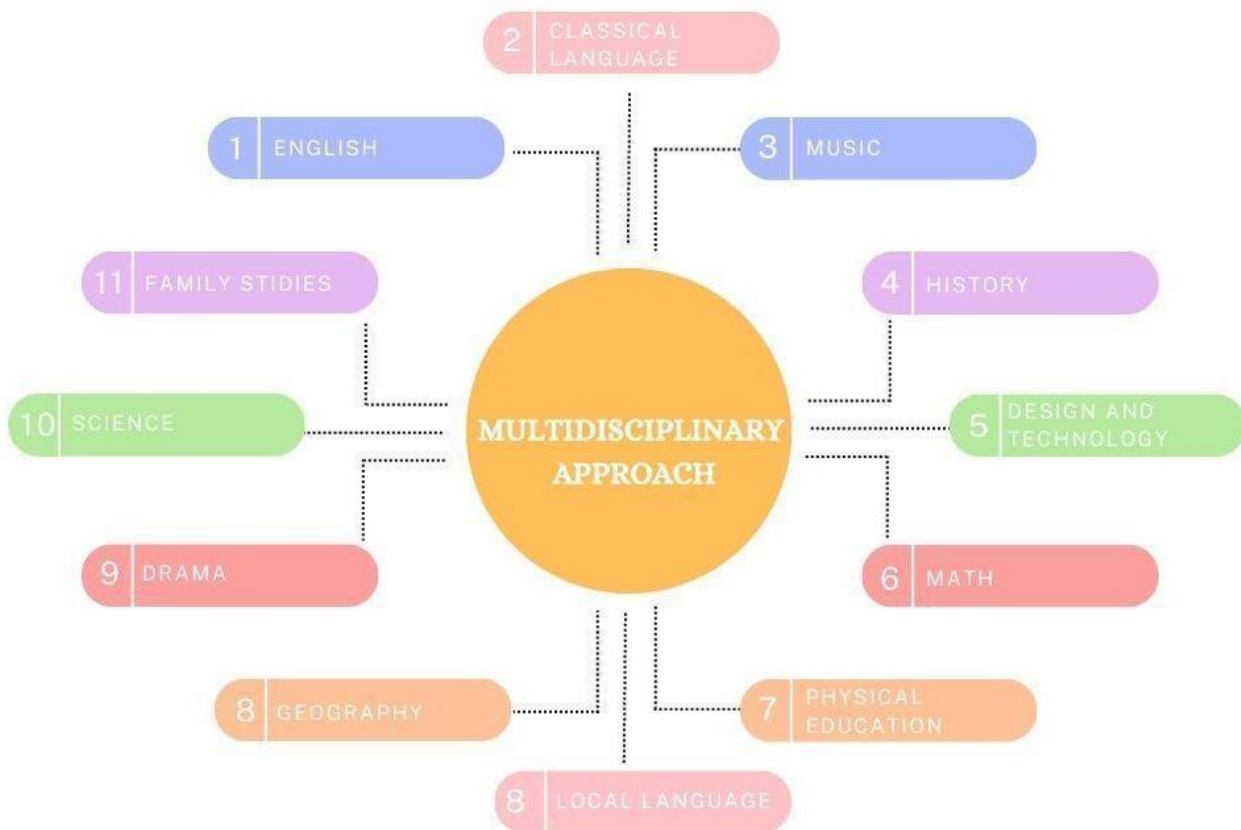 2 CLASSICAL
LANGUAGE
1 ENGLISH
3 MUSIC
11 FAMILY STIDIES
4 HISTORY
10 SCIENCE
5 DESIGN AND
TECHNOLOGY
MULTIDISCIPLINARY
APPROACH
9 DRAMA
6 MATH
8 GEOGRAPHY
7 PHYSICAL
EDUCATION
8 LOCAL LANGUAGE